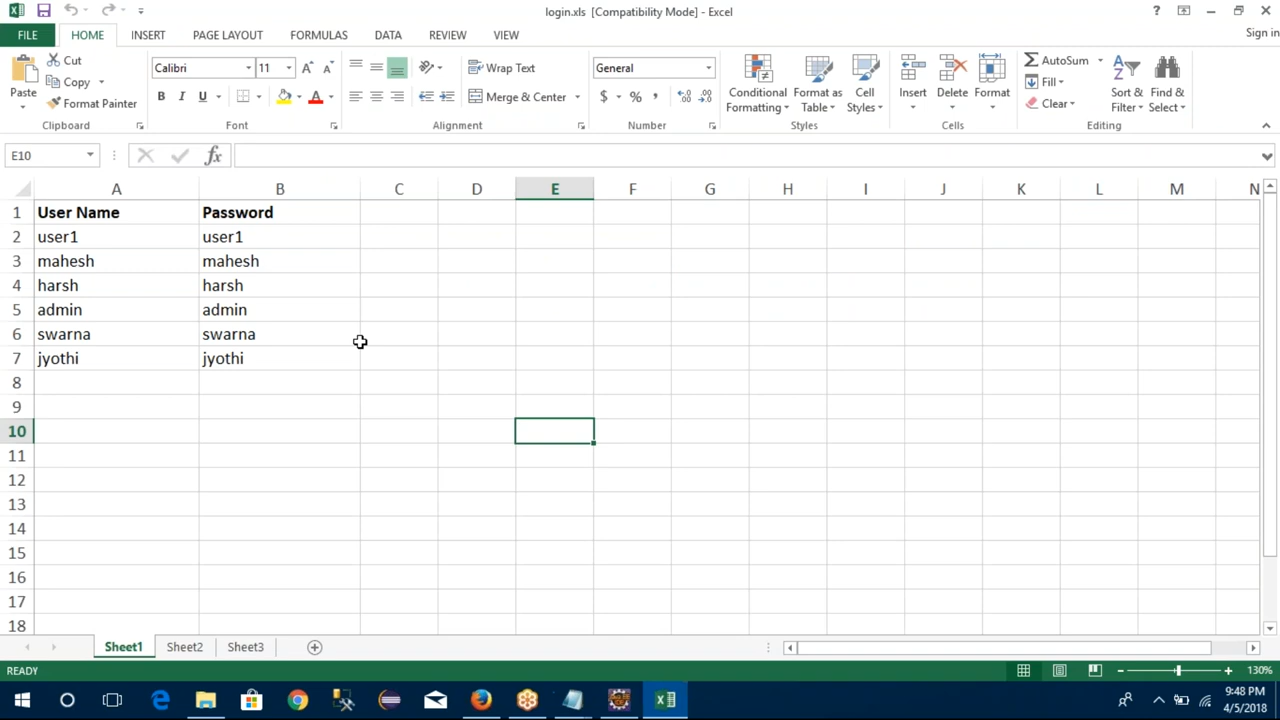 login.xls [Compatibility Mode] - Excel
?
Sign in
FILE HOME INSERT PAGE LAYOUT FORMULAS DATA REVIEW VIEW
Paste
Cut
Copy
Format Painter
Clipboard
Calibri 11
B I U
Font
Wrap Text
Merge & Center
Alignment
General
$ % ,
Number
Conditional
Formatting
Format as
Table
Cell
Styles
Styles
Insert
Delete
Format
Cells
AutoSum
Fill
Clear
Sort &
Filter
Find &
Select
Editing
E10 fx
A B C D E F G H I J K L M N
1 User Name Password
2 user1 user1
3 mahesh mahesh
4 harsh harsh
5 admin admin
6 swarna swarna
7 jyothi jyothi
8
9
10
11
12
13
14
15
16
17
18
Sheet1 Sheet2 Sheet3
READY 130%
9:48 PM
4/5/2018